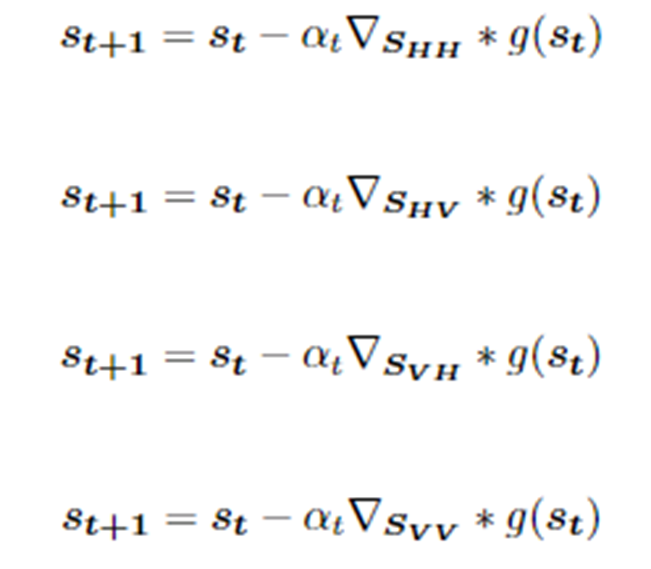 s_{t+1} = s_t − α_t∇_{S_{HH}} * g(s_t)
s_{t+1} = s_t − α_t∇_{S_{HV}} * g(s_t)
s_{t+1} = s_t − α_t∇_{S_{VH}} * g(s_t)
s_{t+1} = s_t − α_t∇_{S_{VV}} * g(s_t)